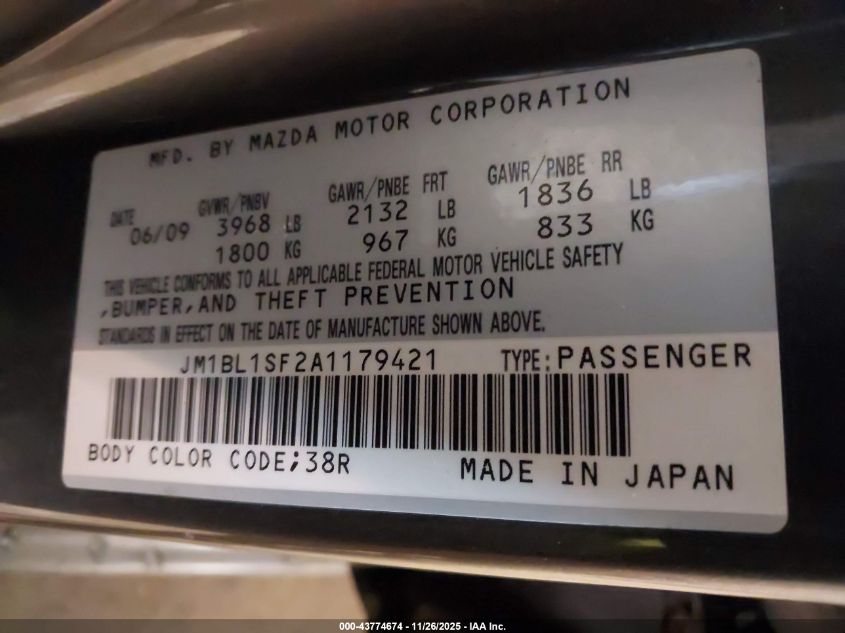 MFD. BY MAZDA MOTOR CORPORATION
DATE GVWR/PNBV GAWR/PNBE FRT GAWR/PNBE RR
06/09 3968 LB 2132 LB 1836 LB
1800 KG 967 KG 833 KG
THIS VEHICLE CONFORMS TO ALL APPLICABLE FEDERAL MOTOR VEHICLE SAFETY
,BUMPER,AND THEFT PREVENTION
STANDARDS IN EFFECT ON THE DATE OF MANUFACTURE SHOWN ABOVE.
JM1BL1SF2A1179421 TYPE:PASSENGER
BODY COLOR CODE;38R MADE IN JAPAN
000-43774674 - 11/26/2025 - IAA Inc.